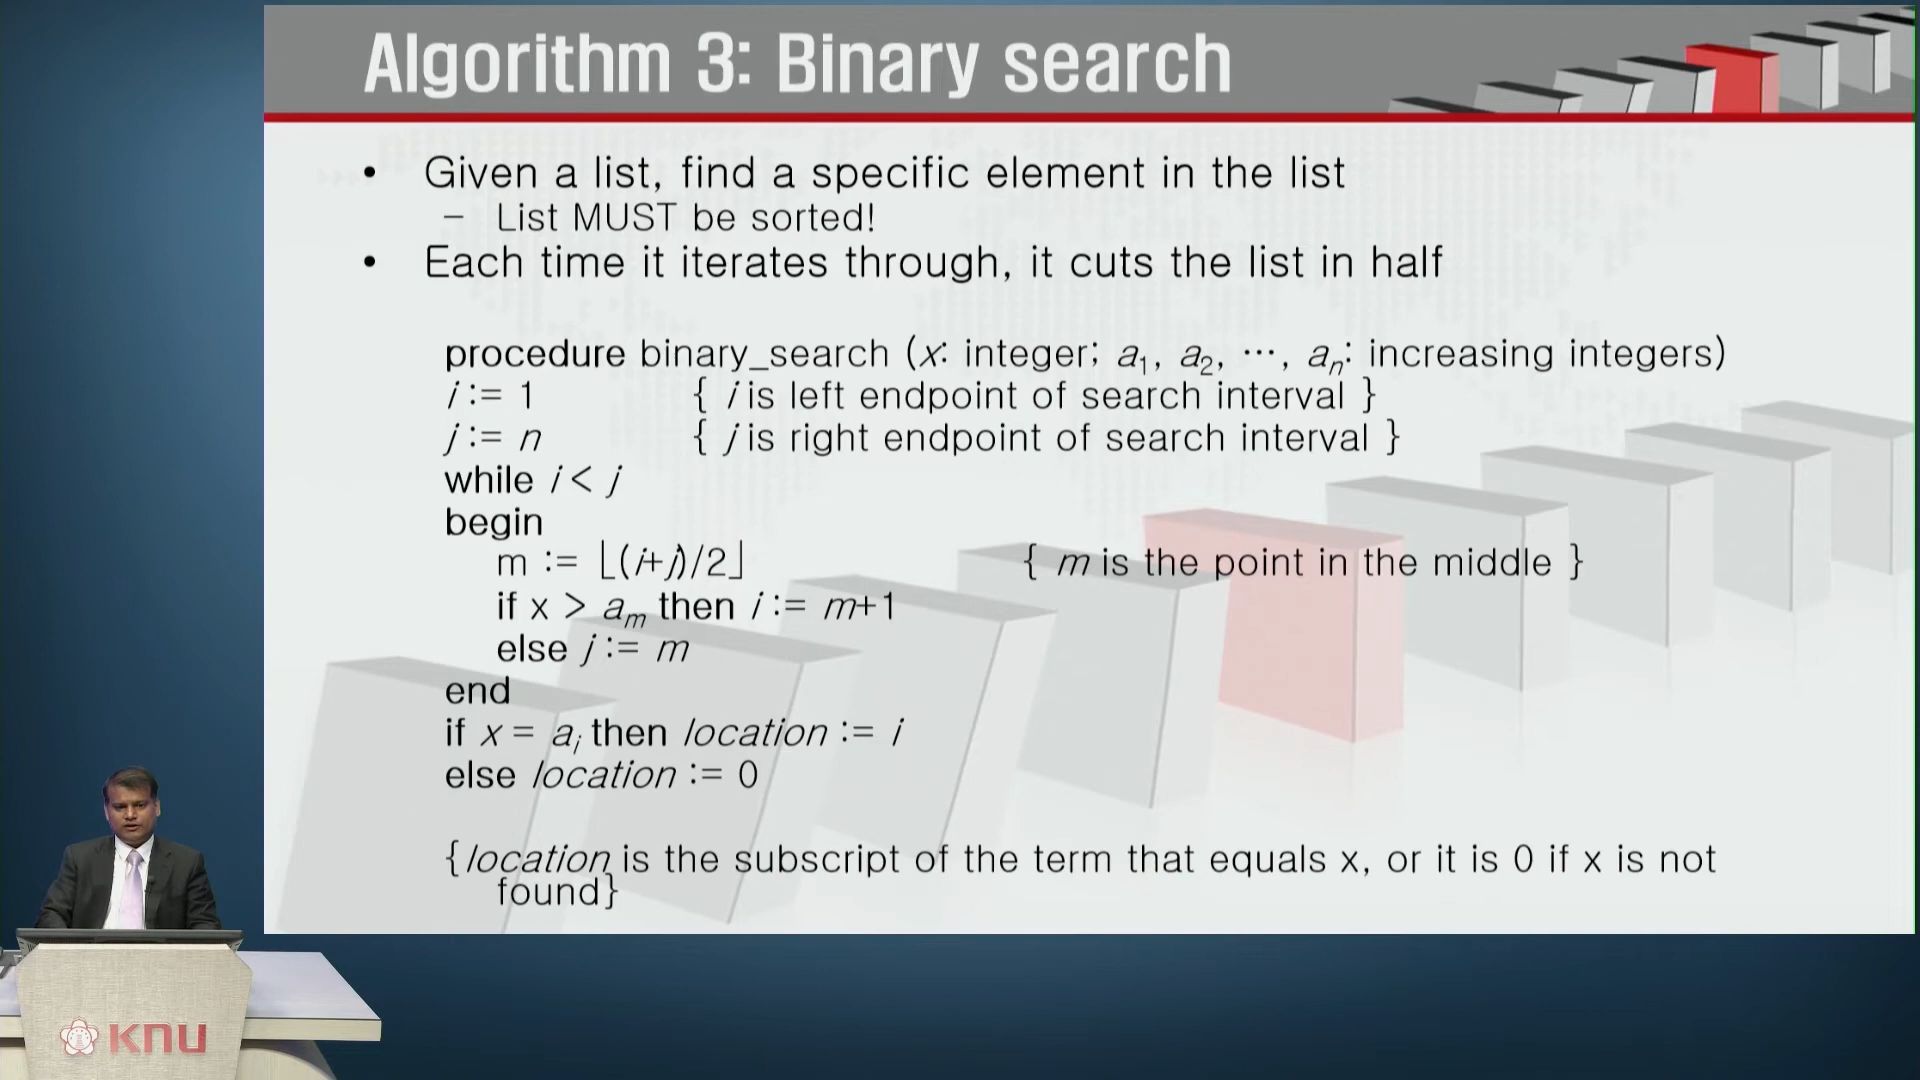 Algorithm 3: Binary search
• Given a list, find a specific element in the list
– List MUST be sorted!
• Each time it iterates through, it cuts the list in half
procedure binary_search (x: integer; a₁, a₂, …, aₙ: increasing integers)
i := 1 { i is left endpoint of search interval }
j := n { j is right endpoint of search interval }
while i < j
begin
m := ⌊(i+j)/2⌋ { m is the point in the middle }
if x > aₘ then i := m+1
else j := m
end
if x = aᵢ then location := i
else location := 0
{location is the subscript of the term that equals x, or it is 0 if x is not
found}
KNU